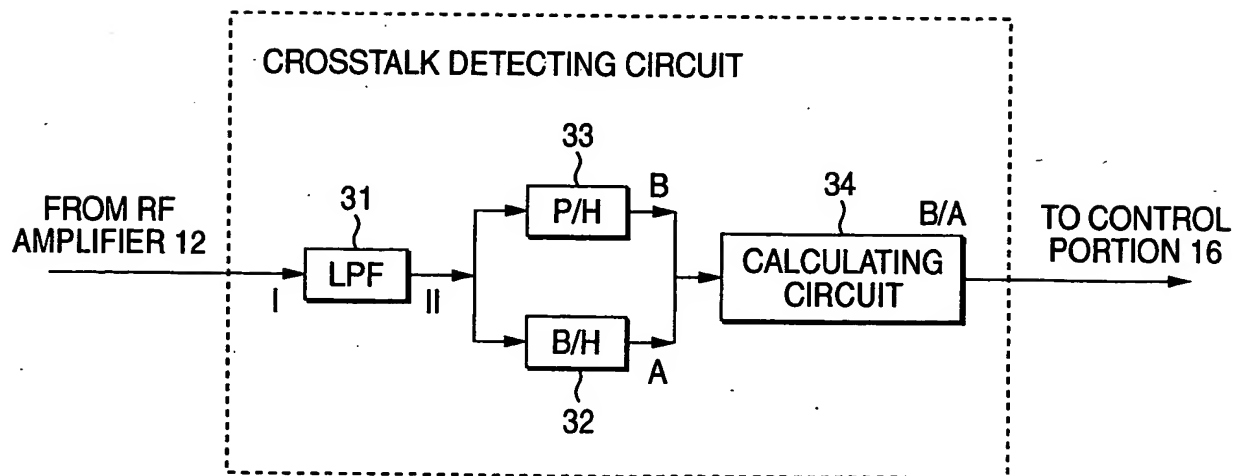 CROSSTALK DETECTING CIRCUIT
FROM RF
AMPLIFIER 12
I
31
LPF
II
33
P/H
B
B/H
A
32
34
CALCULATING
CIRCUIT
B/A
TO CONTROL
PORTION 16